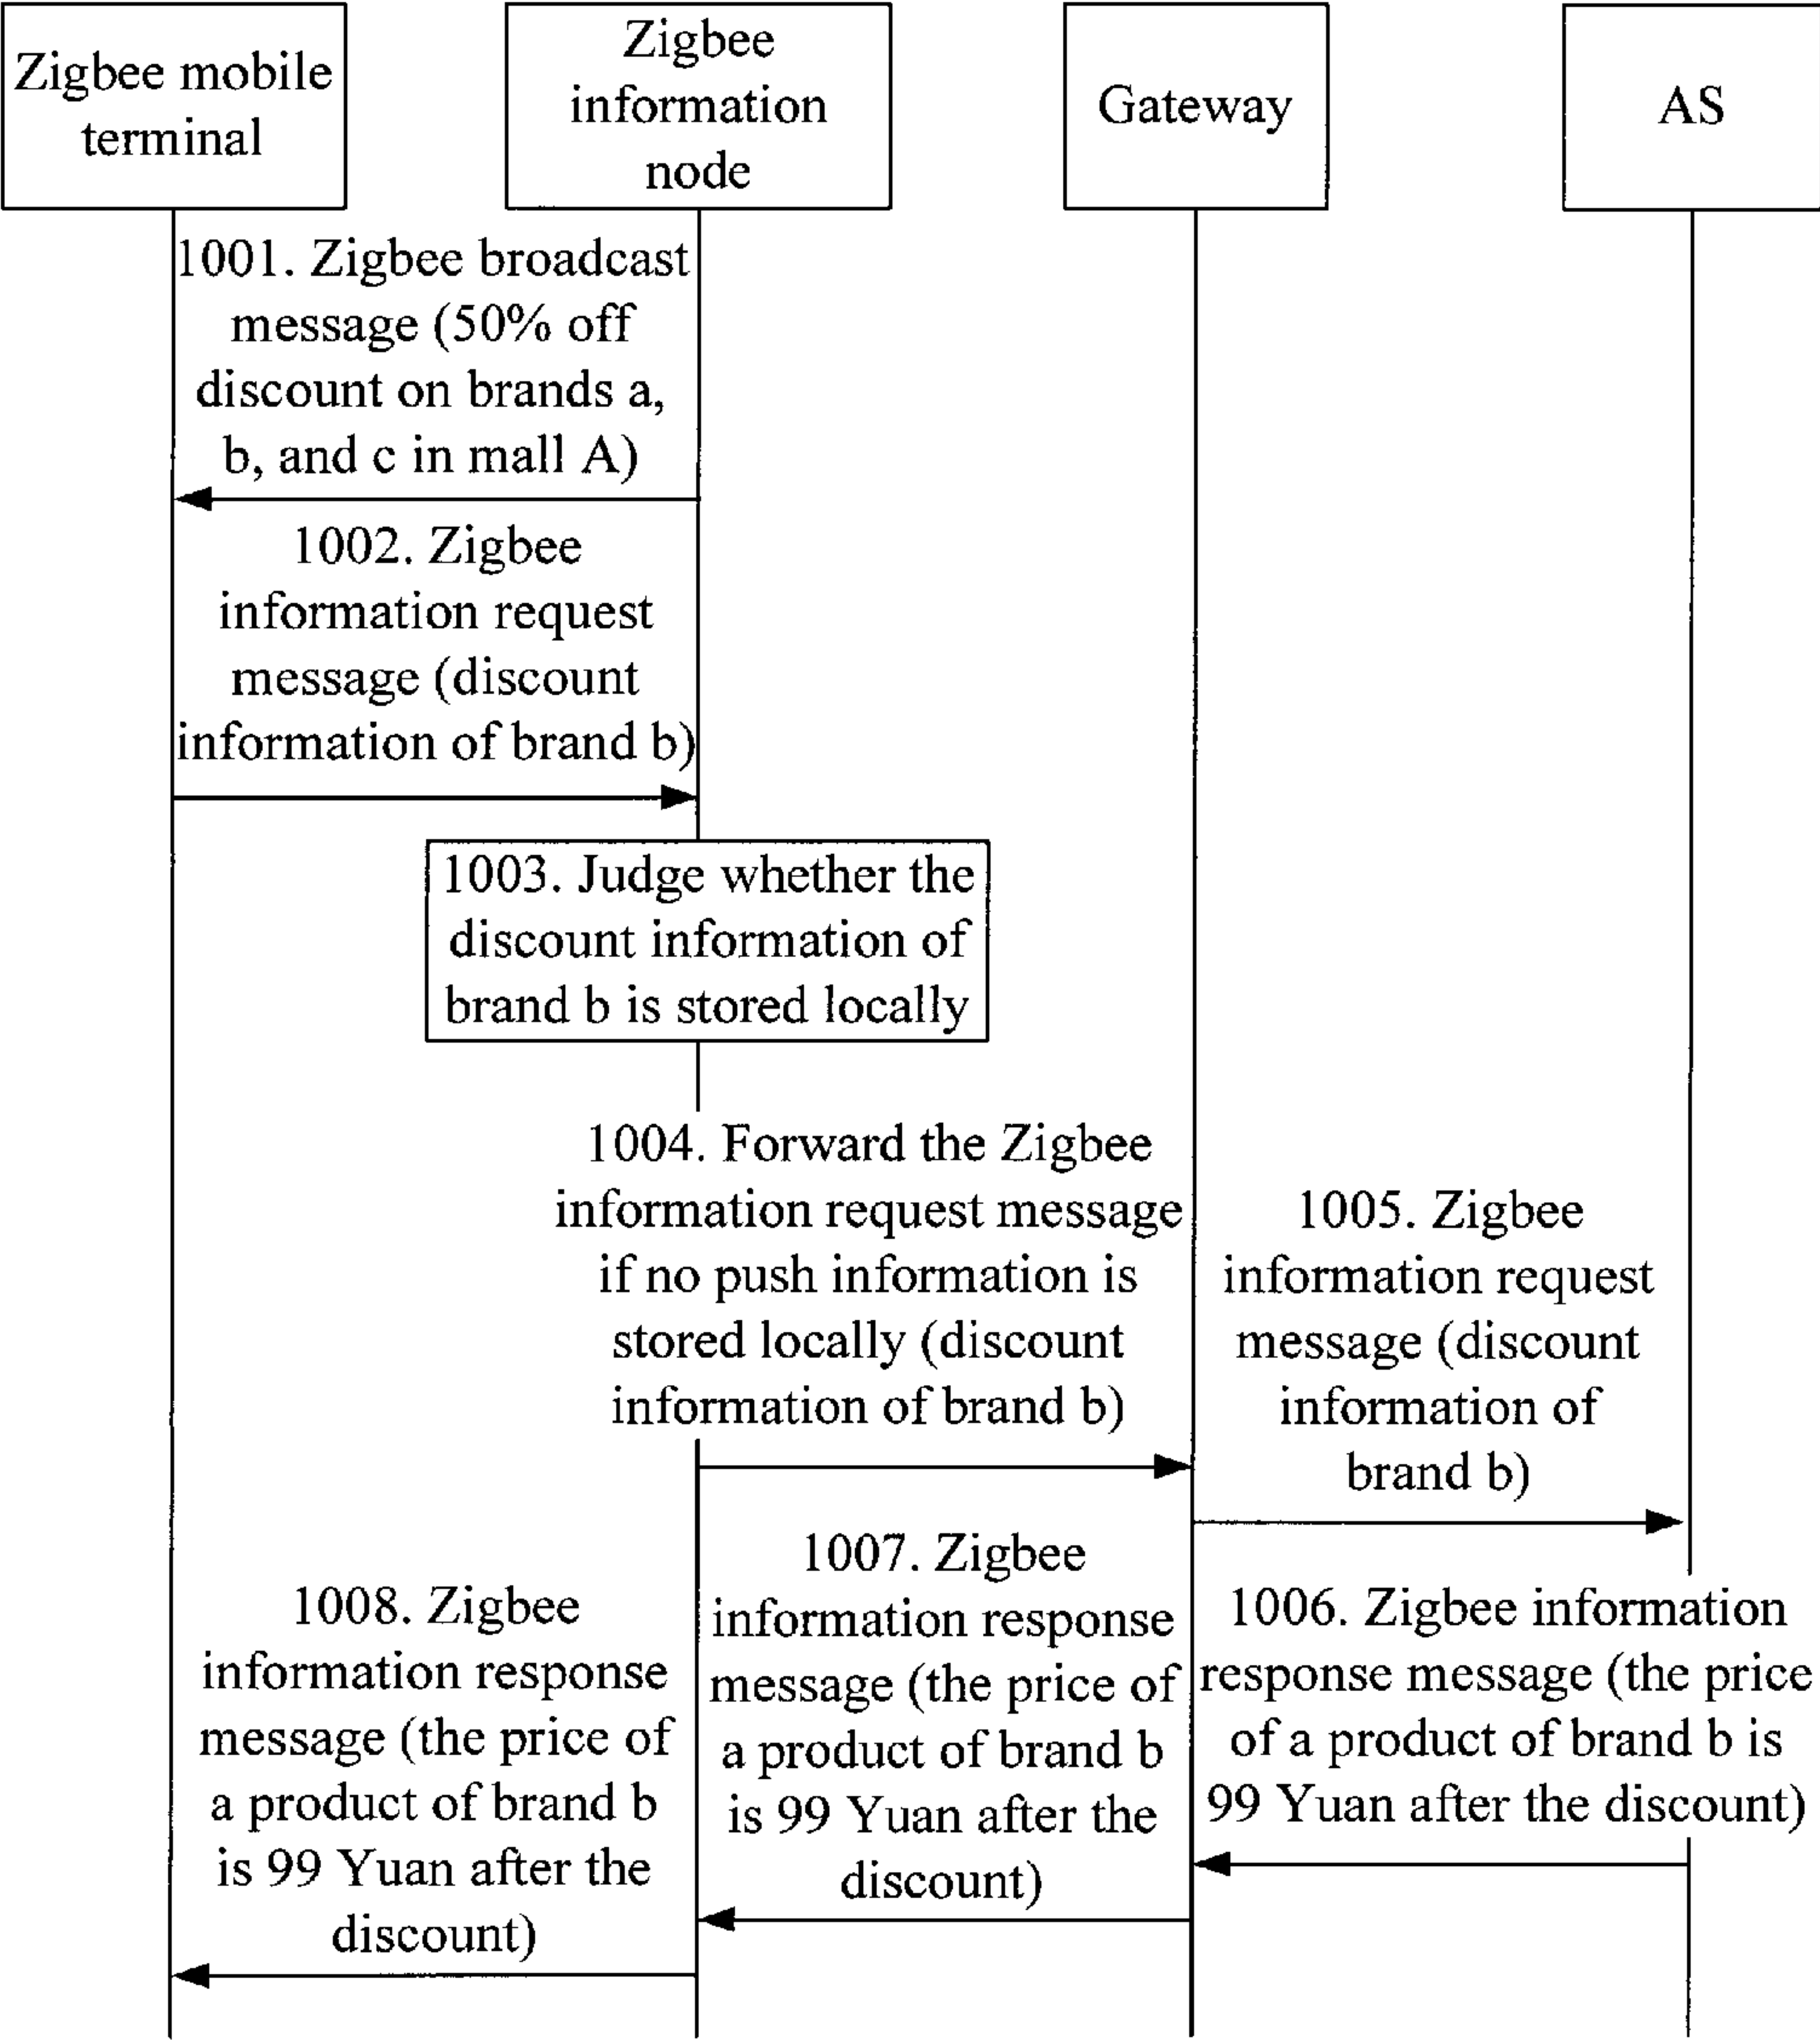 Zigbee mobile
terminal
Zigbee
information
node
Gateway
AS
1001. Zigbee broadcast
message (50% off
discount on brands a,
b, and c in mall A)
1002. Zigbee
information request
message (discount
information of brand b)
1003. Judge whether the
discount information of
brand b is stored locally
1004. Forward the Zigbee
information request message
if no push information is
stored locally (discount
information of brand b)
1005. Zigbee
information request
message (discount
information of
brand b)
1006. Zigbee information
response message (the price
of a product of brand b is
99 Yuan after the discount)
1007. Zigbee
information response
message (the price of
a product of brand b
is 99 Yuan after the
discount)
1008. Zigbee
information response
message (the price of
a product of brand b
is 99 Yuan after the
discount)